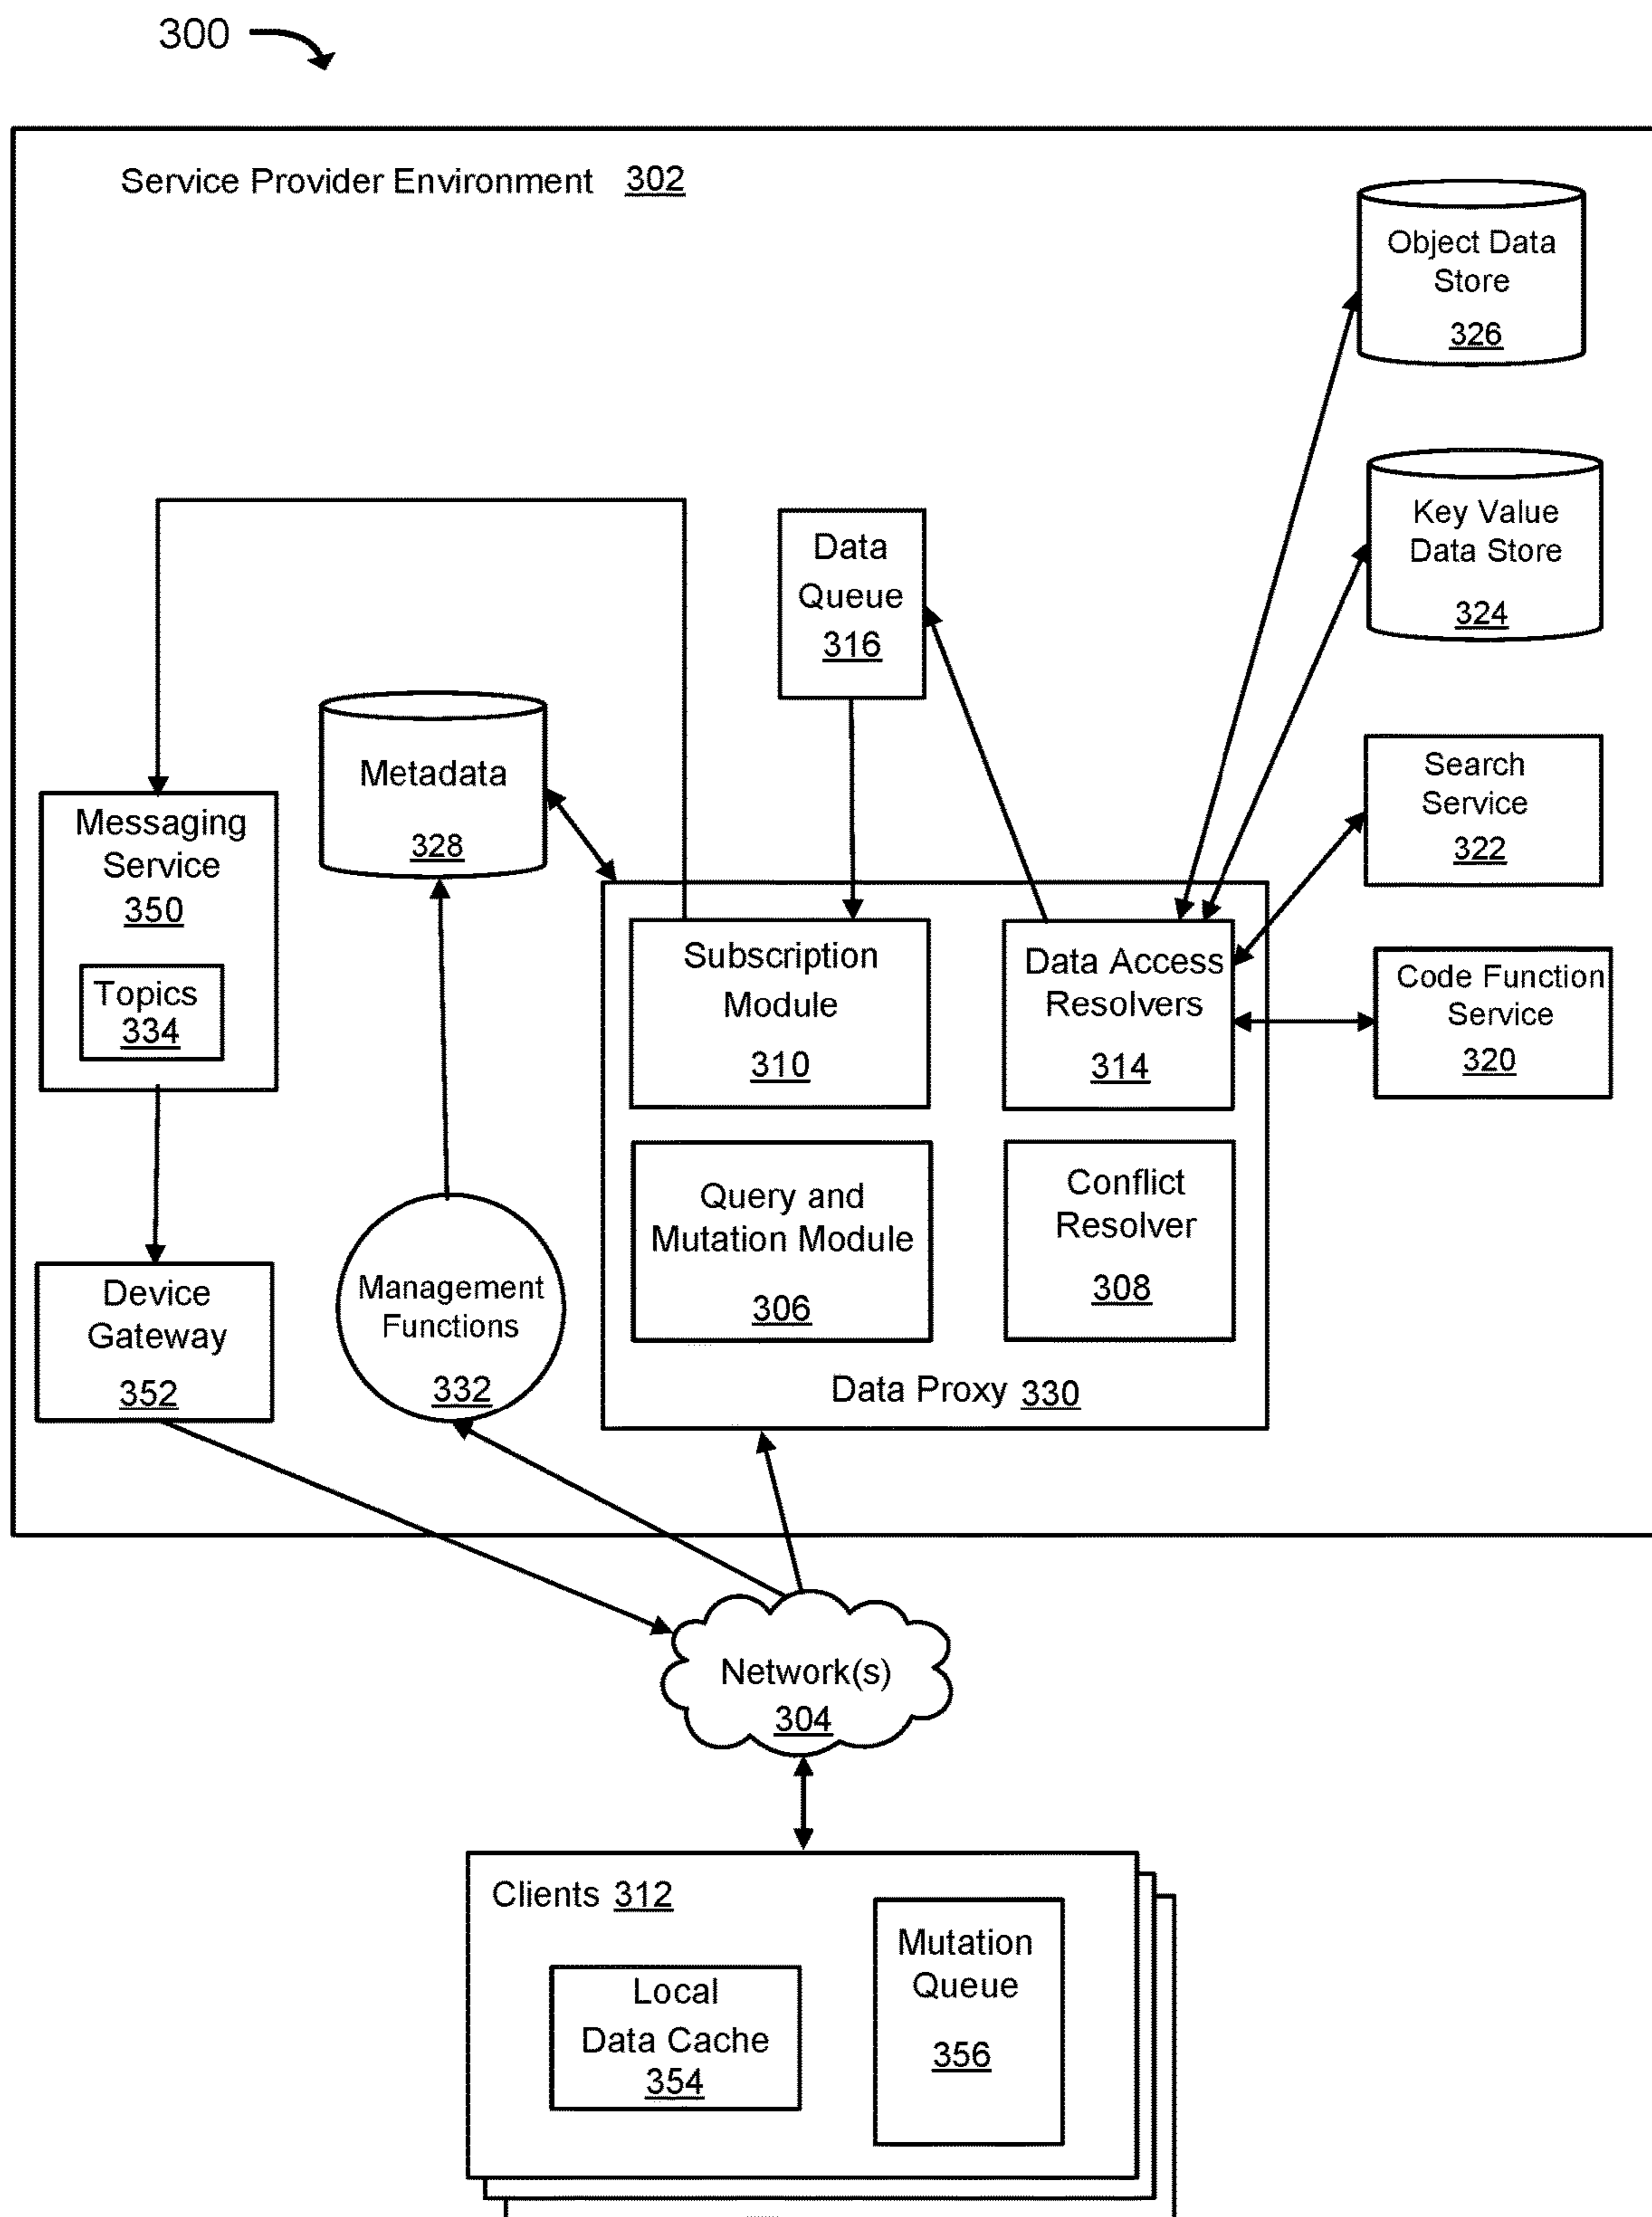 300
Service Provider Environment 302
Object Data
Store
326
Key Value
Data Store
324
Data
Queue
316
Search
Service
322
Metadata
328
Messaging
Service
350
Topics
334
Subscription
Module
310
Data Access
Resolvers
314
Code Function
Service
320
Query and
Mutation Module
306
Conflict
Resolver
308
Data Proxy 330
Device
Gateway
352
Management
Functions
332
Network(s)
304
Clients 312
Local
Data Cache
354
Mutation
Queue
356